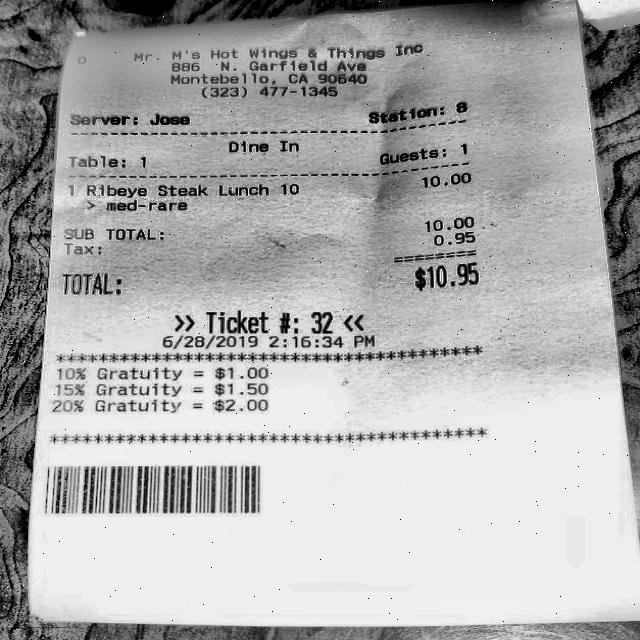 Mr. M's Hot Wings & Things Inc
886 N. Garfield Ave
Montebello, CA 90640
(323) 477-1345
Server: Jose Station: 8
Dine In
Table: 1 Guests: 1
1 Ribeye Steak Lunch 10 10.00
> med-rare
SUB TOTAL: 10.00
Tax: 0.95
TOTAL: $10.95
>> Ticket #: 32 <<
6/28/2019 2:16:34 PM
****************************************
10% Gratuity = $1.00
15% Gratuity = $1.50
20% Gratuity = $2.00
****************************************